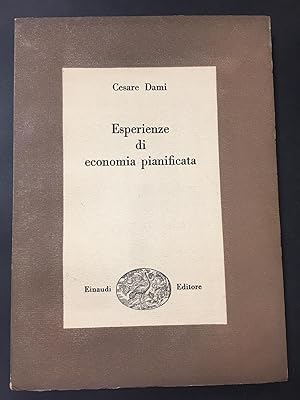 Cesare Dami
Esperienze
di
economia pianificata
Einaudi Editore